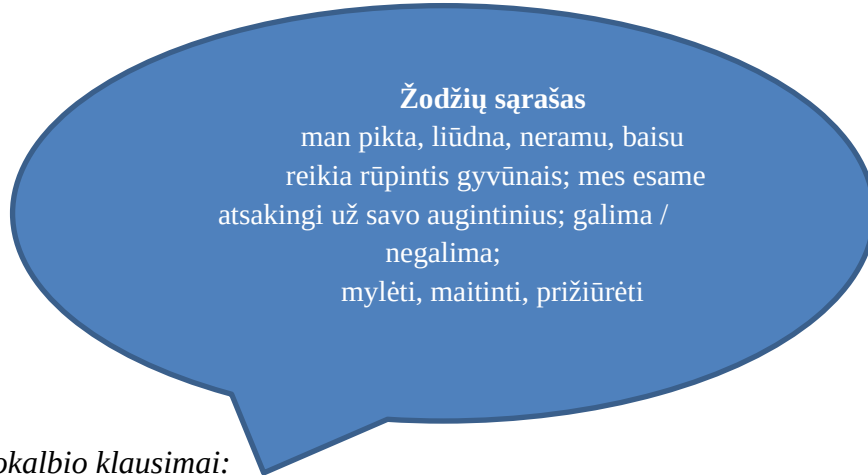 Žodžių sąrašas
man pikta, liūdna, neramu, baisu
reikia rūpintis gyvūnais; mes esame
atsakingi už savo augintinius; galima /
negalima;
mylėti, maitinti, prižiūrėti
klausimai: